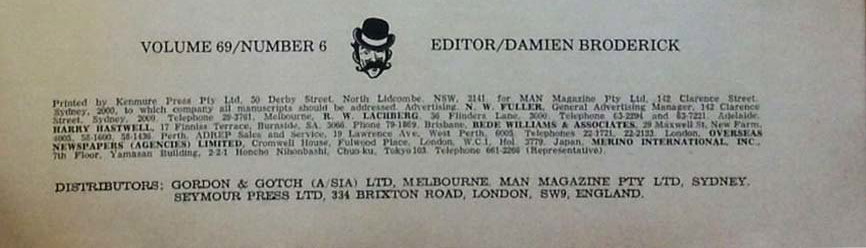 VOLUME 69/NUMBER 6 EDITOR/DAMIEN BRODERICK
Printed by Kenmure Press Pty Ltd, 50 Derby Street, North Lidcombe, NSW, 2141, for MAN Magazine Pty Ltd, 142 Clarence Street,
Sydney, 2000, to which company all manuscripts should be addressed. Advertising. N. W. FULLER, General Advertising Manager, 142 Clarence
Street, Sydney, 2000. Telephone 29-3761. Melbourne, R. W. LACHBERG, 36 Flinders Lane, 3000. Telephone 63-2294 and 63-7221. Adelaide,
HARRY HASTWELL, 17 Finniss Terrace, Burnside, SA, 5066. Phone 79-1869. Brisbane, REDE WILLIAMS & ASSOCIATES, 29 Maxwell St, New Farm,
4005, 58-1600, 58-1436. Perth, ADREP Sales and Service, 19 Lawrence Ave, West Perth, 6005. Telephones 22-1721, 22-2133. London, OVERSEAS
NEWSPAPERS (AGENCIES) LIMITED, Cromwell House, Fulwood Place, London, W.C.1, Hol. 3779. Japan, MERINO INTERNATIONAL, INC.,
7th Floor, Yamasan Building, 2-2-1 Honcho Nihonbashi, Chuo-ku, Tokyo 103. Telephone 661-2266 (Representative).
DISTRIBUTORS: GORDON & GOTCH (A/SIA) LTD, MELBOURNE. MAN MAGAZINE PTY LTD, SYDNEY.
SEYMOUR PRESS LTD, 334 BRIXTON ROAD, LONDON, SW9, ENGLAND.